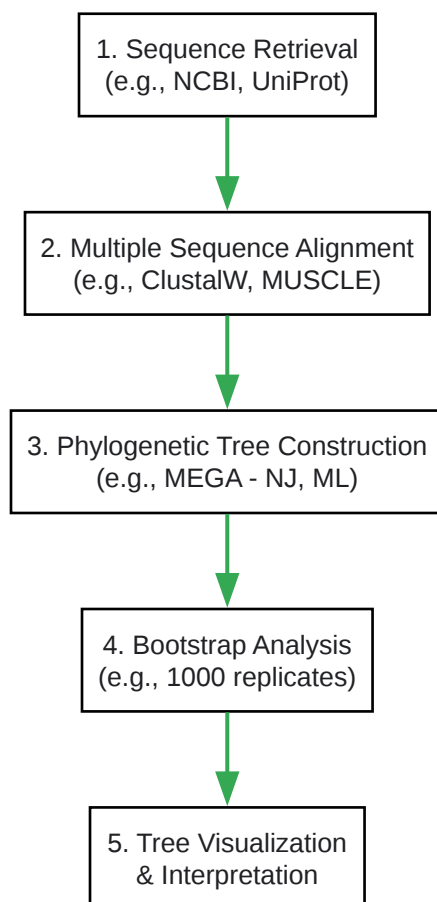 1. Sequence Retrieval
(e.g., NCBI, UniProt)
2. Multiple Sequence Alignment
(e.g., ClustalW, MUSCLE)
3. Phylogenetic Tree Construction
(e.g., MEGA - NJ, ML)
4. Bootstrap Analysis
(e.g., 1000 replicates)
5. Tree Visualization
& Interpretation